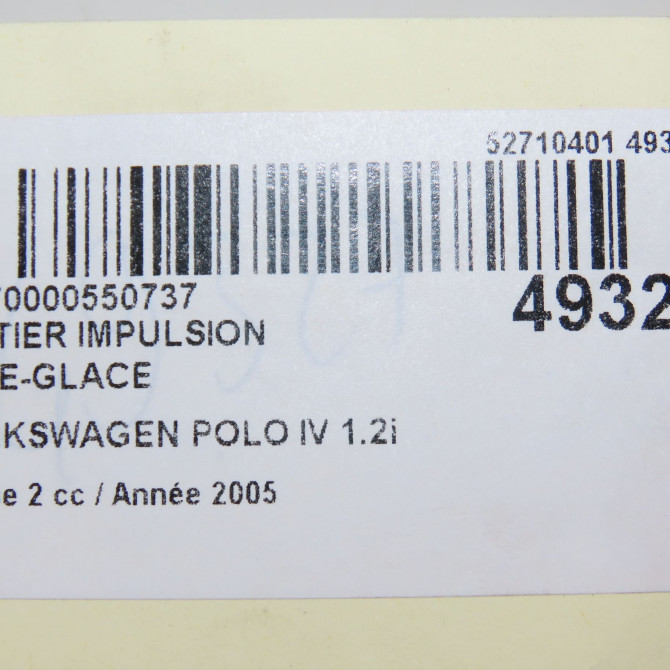 52710401 493
70000550737
4932
TIER IMPULSION
E-GLACE
KSWAGEN POLO IV 1.2i
e 2 cc / Année 2005